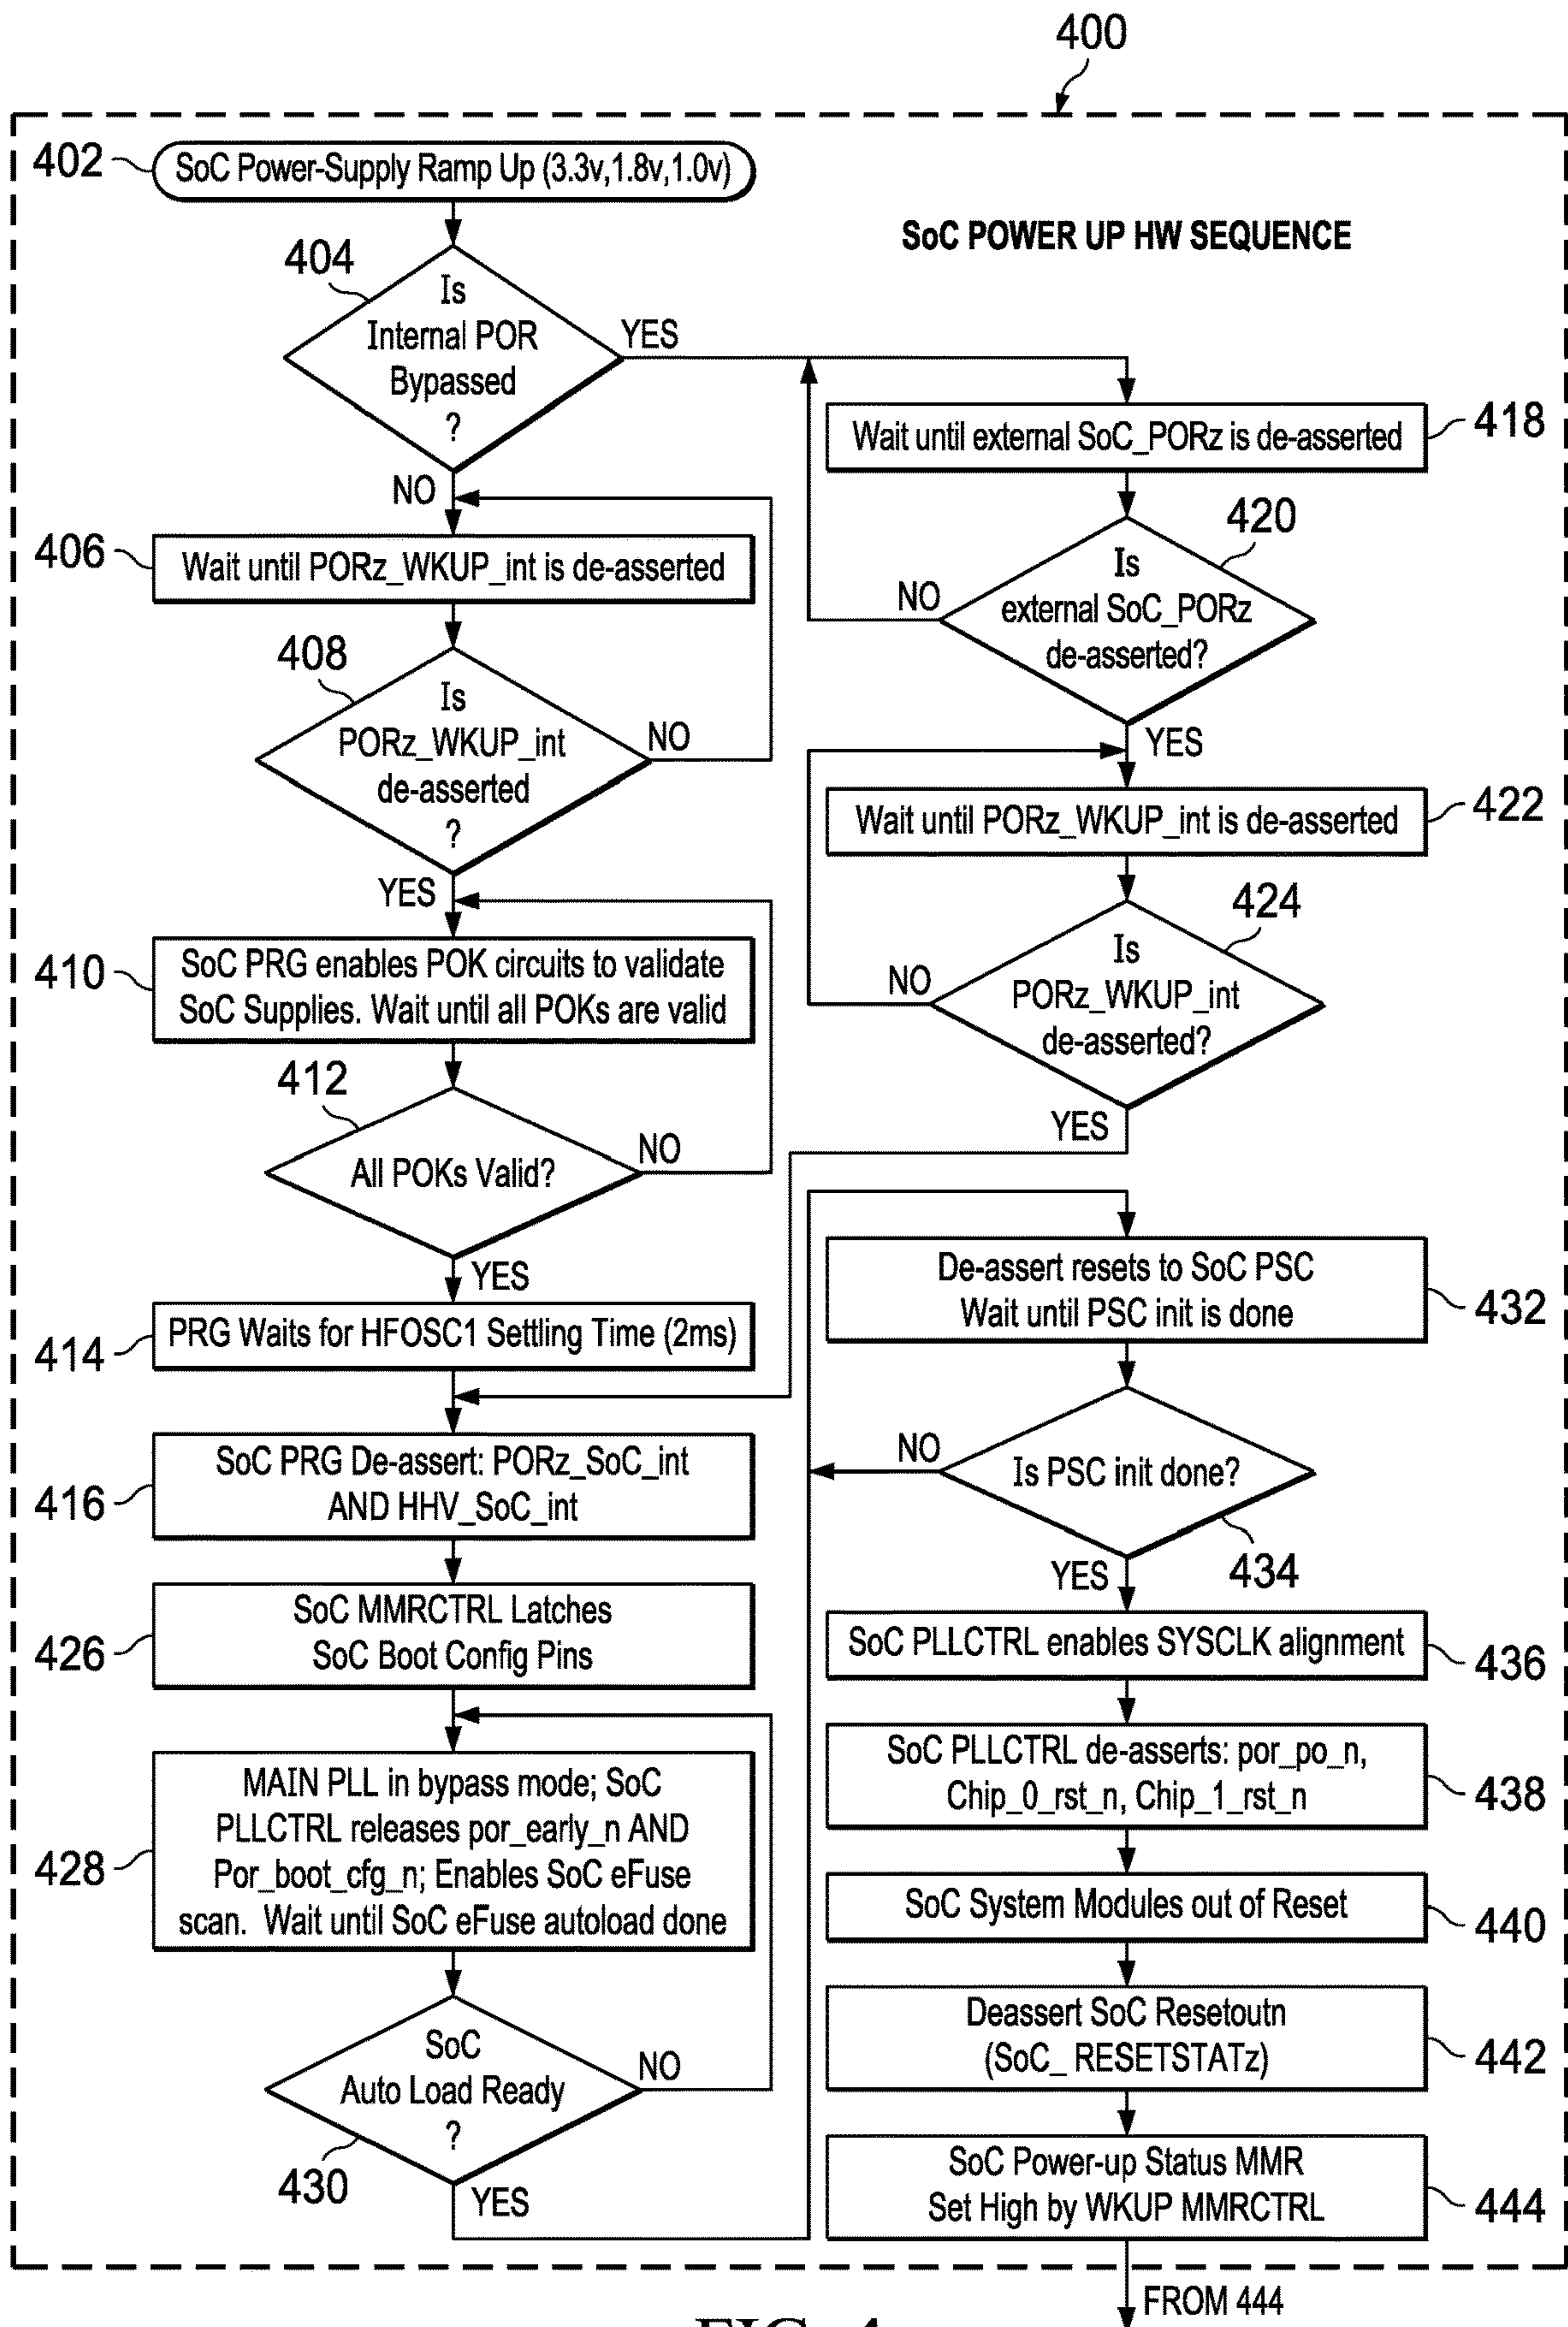 400
402
SoC Power-Supply Ramp Up (3.3v,1.8v,1.0v)
SoC POWER UP HW SEQUENCE
404
Is
Internal POR
Bypassed
?
YES
NO
406
Wait until PORz_WKUP_int is de-asserted
408
Is
PORz_WKUP_int
de-asserted
?
NO
YES
410
SoC PRG enables POK circuits to validate
SoC Supplies. Wait until all POKs are valid
412
All POKs Valid?
NO
YES
414
PRG Waits for HFOSC1 Settling Time (2ms)
416
SoC PRG De-assert: PORz_SoC_int
AND HHV_SoC_int
426
SoC MMRCTRL Latches
SoC Boot Config Pins
428
MAIN PLL in bypass mode; SoC
PLLCTRL releases por_early_n AND
Por_boot_cfg_n; Enables SoC eFuse
scan. Wait until SoC eFuse autoload done
SoC
Auto Load Ready
?
NO
430
YES
Wait until external SoC_PORz is de-asserted
418
420
Is
external SoC_PORz
de-asserted?
NO
YES
Wait until PORz_WKUP_int is de-asserted
422
424
Is
PORz_WKUP_int
de-asserted?
NO
YES
De-assert resets to SoC PSC
Wait until PSC init is done
432
Is PSC init done?
NO
434
YES
SoC PLLCTRL enables SYSCLK alignment
436
SoC PLLCTRL de-asserts: por_po_n,
Chip_0_rst_n, Chip_1_rst_n
438
SoC System Modules out of Reset
440
Deassert SoC Resetoutn
(SoC_ RESETSTATz)
442
SoC Power-up Status MMR
Set High by WKUP MMRCTRL
444
FROM 444